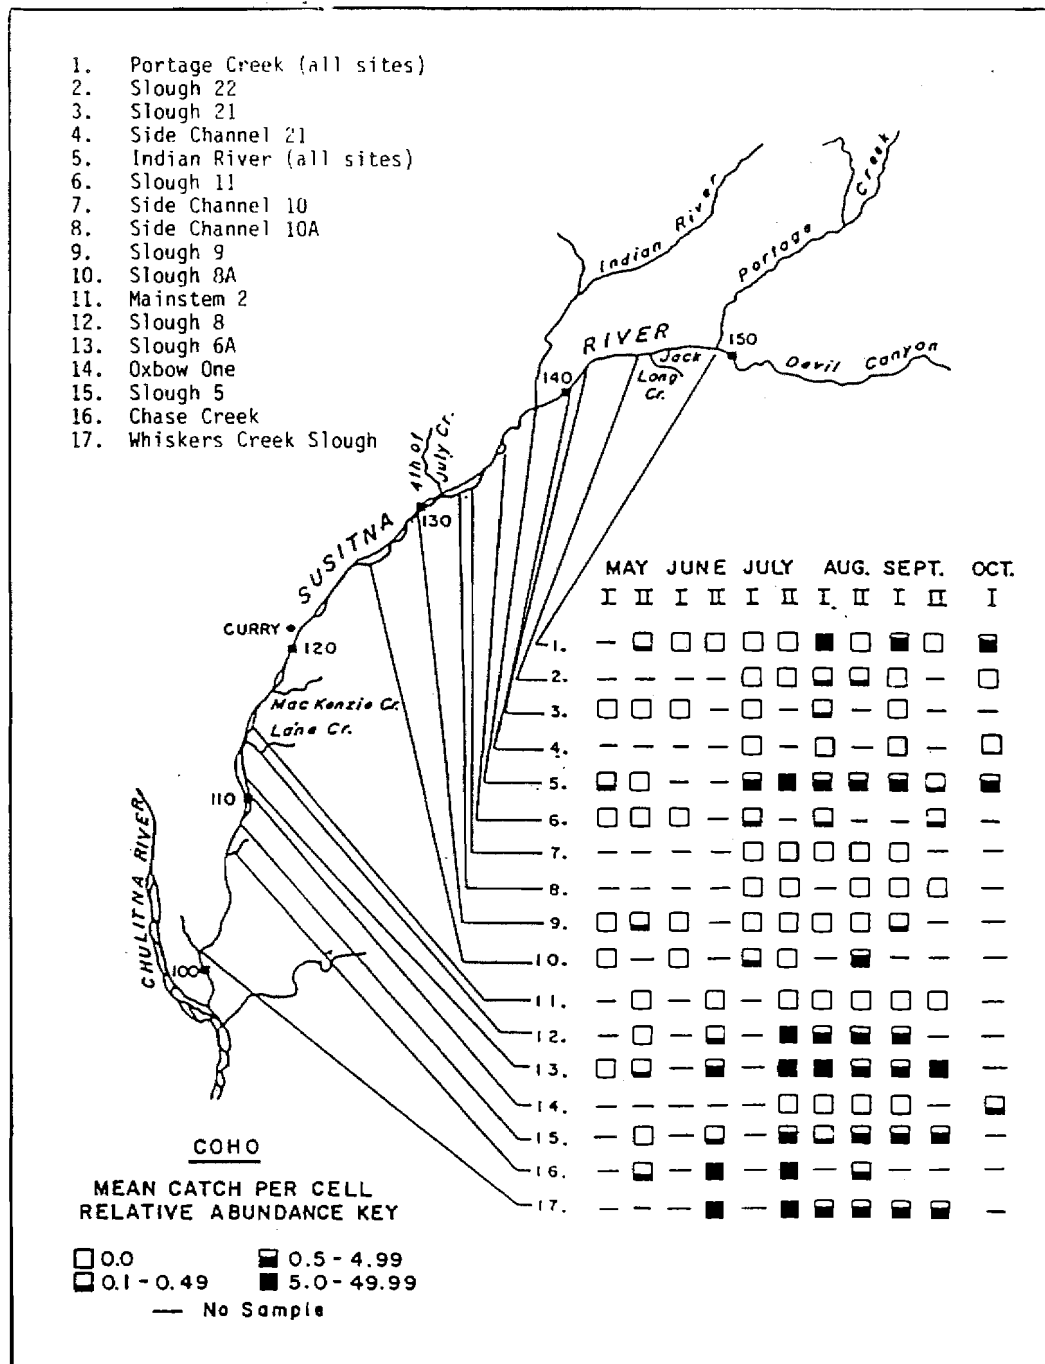 1. Portage Creek (all sites)
2. Slough 22
3. Slough 21
4. Side Channel 21
5. Indian River (all sites)
6. Slough 11
7. Side Channel 10
8. Side Channel 10A
9. Slough 9
10. Slough 8A
11. Mainstem 2
12. Slough 8
13. Slough 6A
14. Oxbow One
15. Slough 5
16. Chase Creek
17. Whiskers Creek Slough
Indian River
Portage Creek
RIVER
150
Jack
Long
Cr.
Devil Canyon
140
4th of
July Cr.
130
SUSITNA
CURRY
120
MacKenzie Cr.
Lane Cr.
110
CHULITNA RIVER
100
MAY JUNE JULY AUG. SEPT. OCT.
I II I II I II I II I II I
1.
2.
3.
4.
5.
6.
7.
8.
9.
10.
11.
12.
13.
14.
15.
16.
17.
COHO
MEAN CATCH PER CELL
RELATIVE ABUNDANCE KEY
0.0 0.5 - 4.99
0.1 - 0.49 5.0 - 49.99
— No Sample